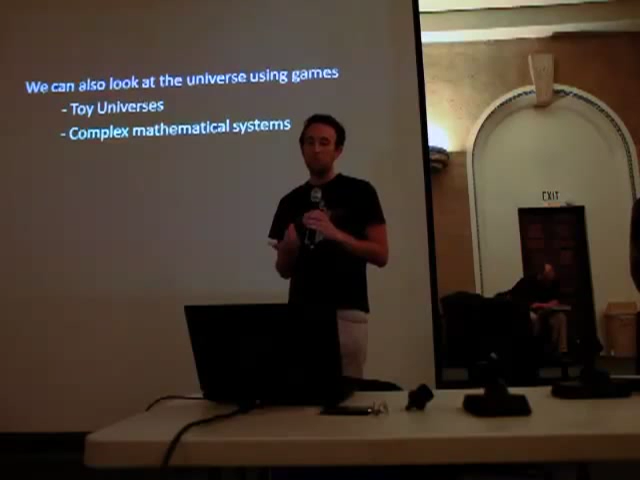 We can also look at the universe using games
- Toy Universes
- Complex mathematical systems
EXIT